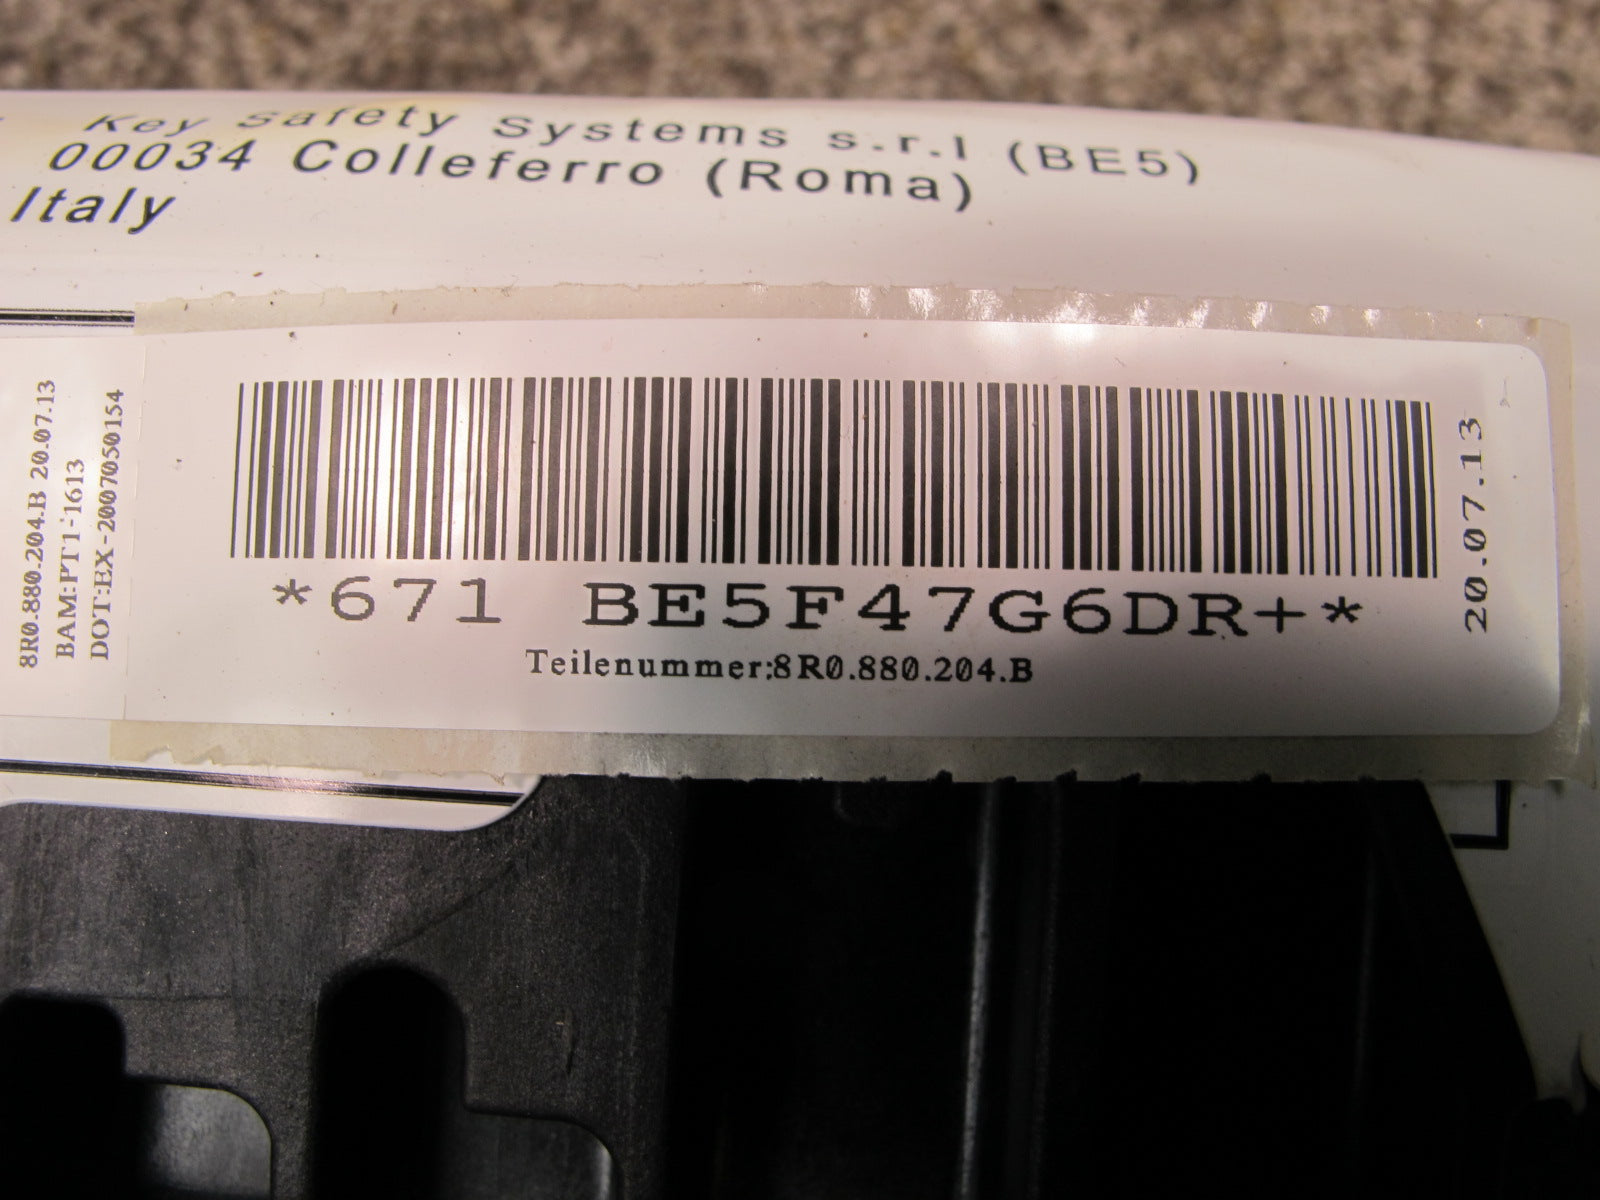 Key Safety Systems s.r.l (BE5)
00034 Colleferro (Roma)
Italy
8R0.880.204.B 20.07.13
BAM:PT1-1613
DOT:EX-2007050154
*671 BE5F47G6DR+*
Teilenummer:8R0.880.204.B
20.07.13